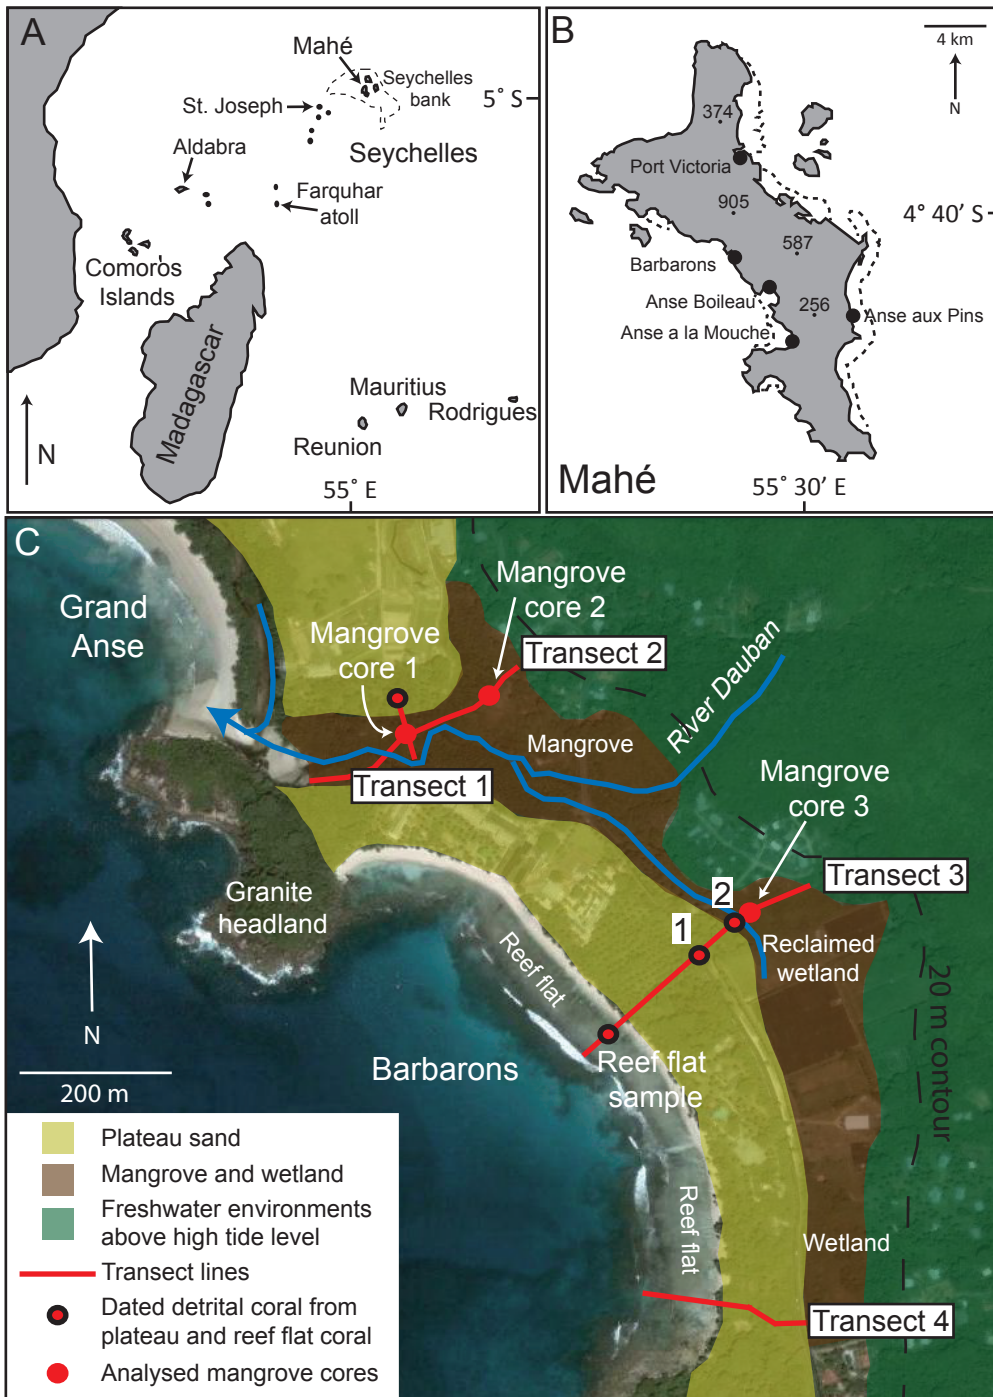 A
Mahé
Seychelles
bank
5° S
St. Joseph
Seychelles
Aldabra
Farquhar
atoll
Comoros
Islands
Madagascar
Mauritius
Rodrigues
Reunion
N
55° E
B
4 km
N
374
Port Victoria
905
4° 40' S
587
Barbarons
Anse Boileau
256
Anse aux Pins
Anse a la Mouche
Mahé
55° 30' E
C
Grand
Anse
Mangrove
core 2
Mangrove
core 1
Transect 2
River Dauban
Mangrove
Transect 1
Mangrove
core 3
Transect 3
Granite
headland
2
1
Reclaimed
wetland
Reef flat
N
Barbarons
Reef flat
sample
20 m contour
200 m
Reef flat
Wetland
Transect 4
Plateau sand
Mangrove and wetland
Freshwater environments
above high tide level
Transect lines
Dated detrital coral from
plateau and reef flat coral
Analysed mangrove cores